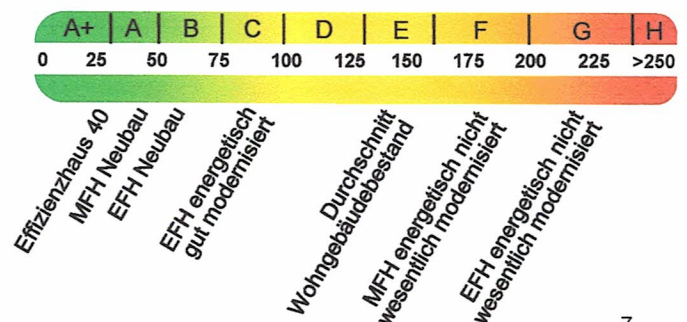 A+ A B C D E F G H
0 25 50 75 100 125 150 175 200 225 >250
Effizienzhaus 40
MFH Neubau
EFH Neubau
EFH energetisch
gut modernisiert
Durchschnitt
Wohngebäudebestand
MFH energetisch nicht
wesentlich modernisiert
EFH energetisch nicht
wesentlich modernisiert